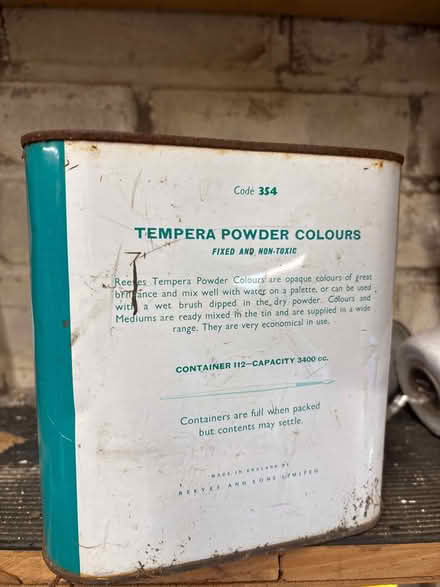 Code 354
TEMPERA POWDER COLOURS
FIXED AND NON-TOXIC
Reeves Tempera Powder Colours are opaque colours of great
brilliance and mix well with water on a palette, or can be used
with a wet brush dipped in the dry powder. Colours and
Mediums are ready mixed in the tin and are supplied in a wide
range. They are very economical in use.
CONTAINER 112—CAPACITY 3400 cc.
Containers are full when packed
but contents may settle.
MADE IN ENGLAND BY
REEVES AND SONS LIMITED